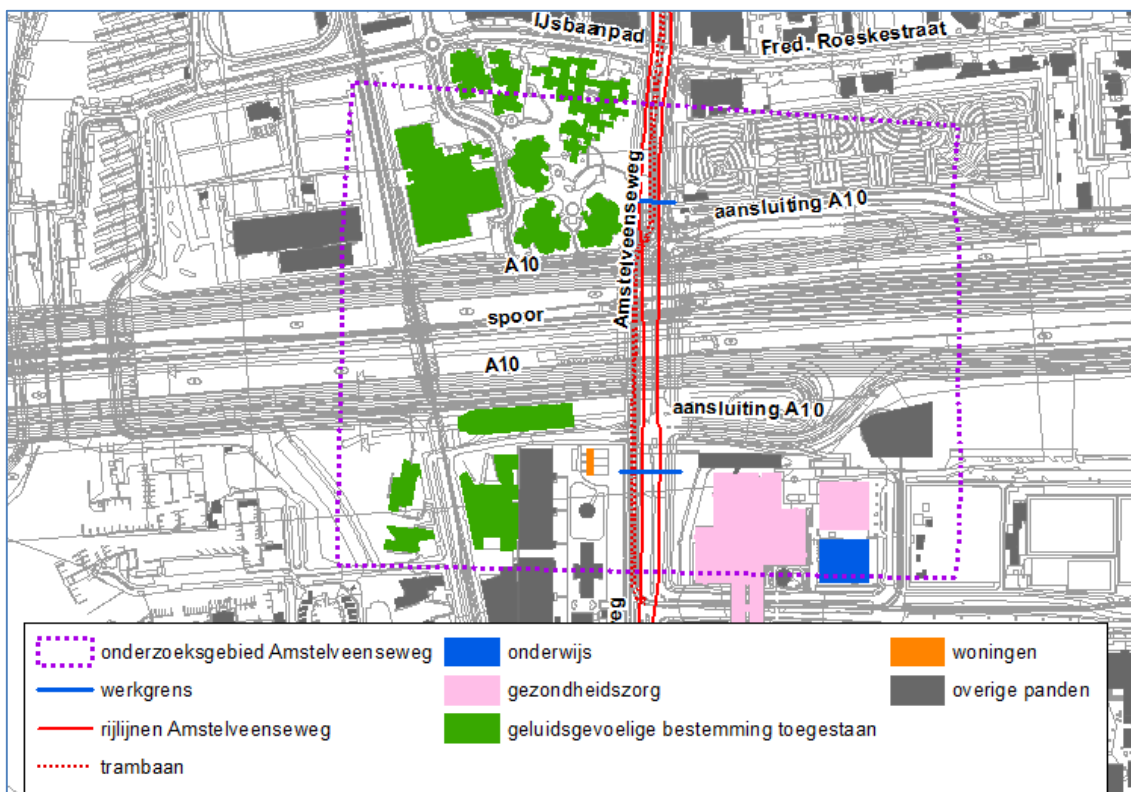 IJsbaanpad
Fred. Roeskestraat
Amstelveenseweg
aansluiting A10
A10
spoor
A10
aansluiting A10
weg
onderzoeksgebied Amstelveenseweg
onderwijs
woningen
werkgrens
gezondheidszorg
overige panden
rijlijnen Amstelveenseweg
geluidsgevoelige bestemming toegestaan
trambaan